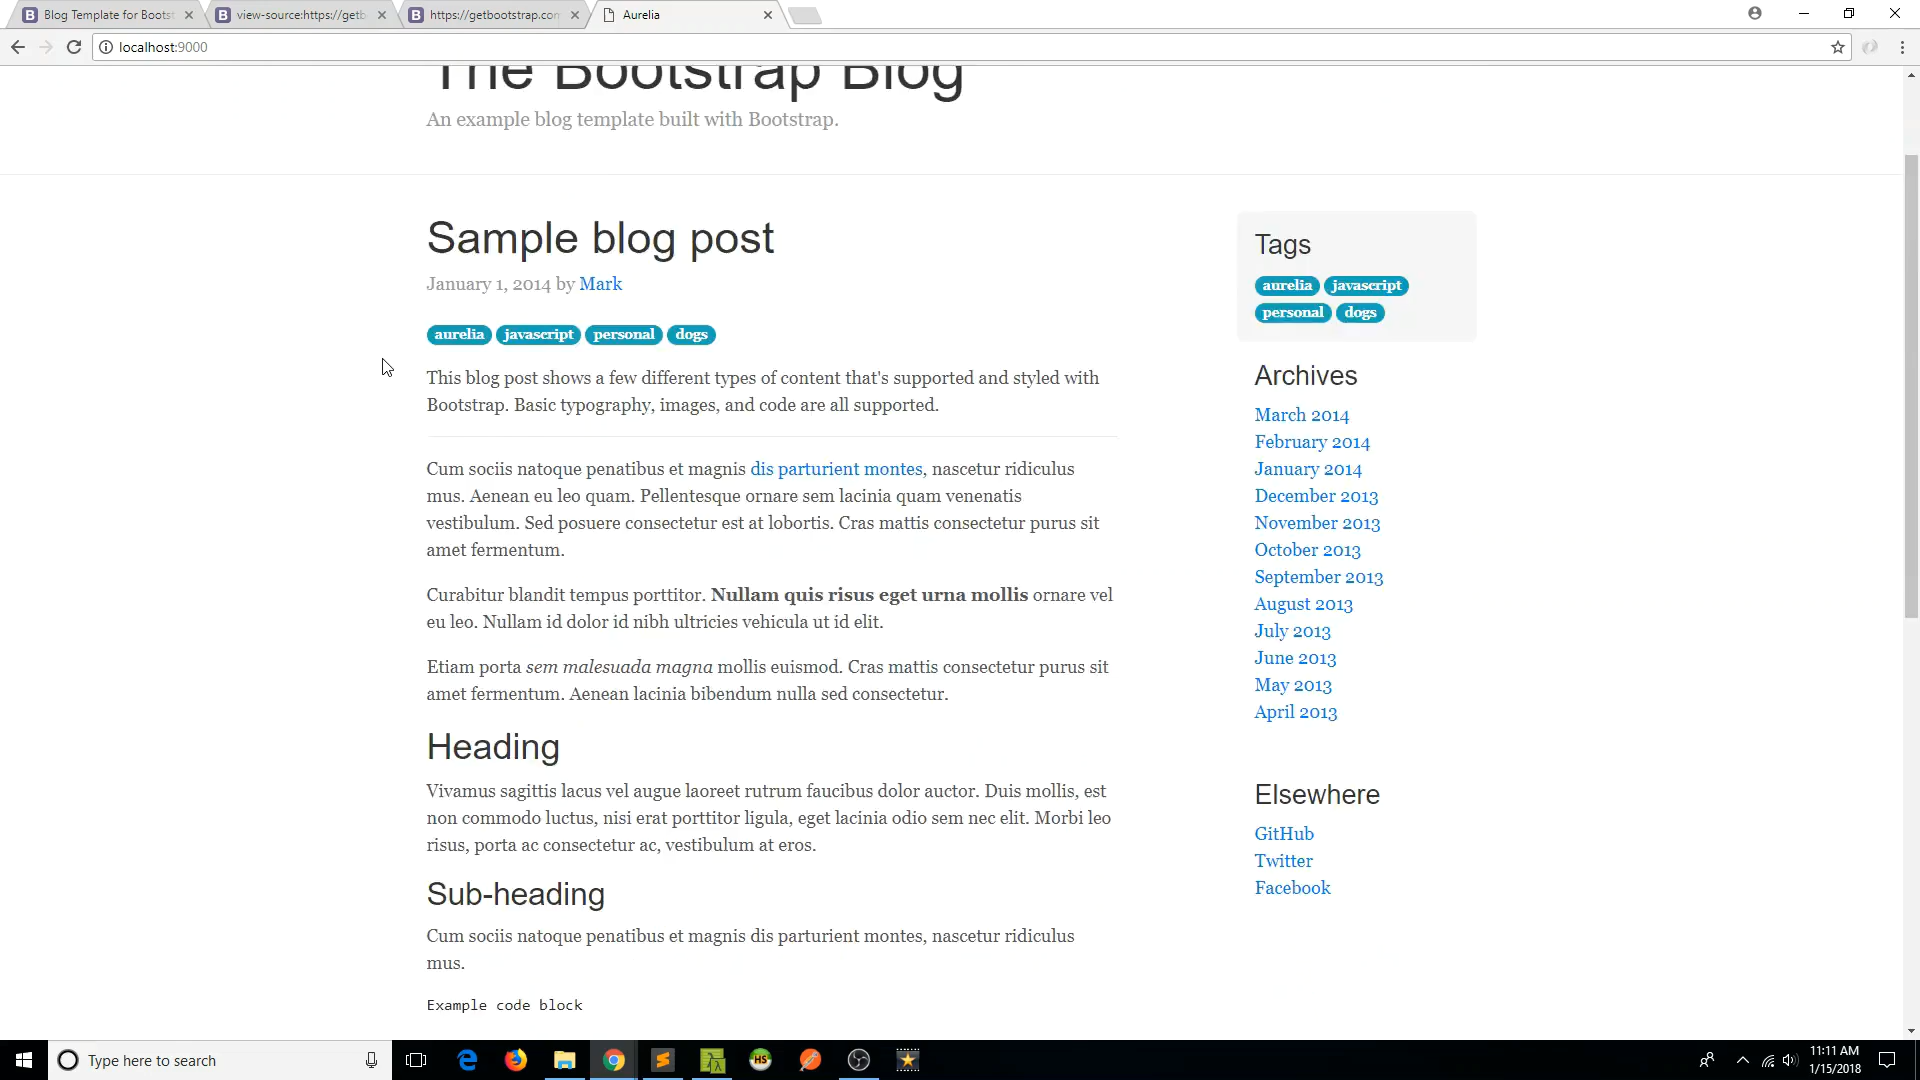 Blog Template for Bootst
view-source:https://getb
https://getbootstrap.com
Aurelia
localhost:9000
The Bootstrap Blog
An example blog template built with Bootstrap.
Sample blog post
January 1, 2014 by Mark
aurelia javascript personal dogs
This blog post shows a few different types of content that's supported and styled with
Bootstrap. Basic typography, images, and code are all supported.
Cum sociis natoque penatibus et magnis dis parturient montes, nascetur ridiculus
mus. Aenean eu leo quam. Pellentesque ornare sem lacinia quam venenatis
vestibulum. Sed posuere consectetur est at lobortis. Cras mattis consectetur purus sit
amet fermentum.
Curabitur blandit tempus porttitor. Nullam quis risus eget urna mollis ornare vel
eu leo. Nullam id dolor id nibh ultricies vehicula ut id elit.
Etiam porta sem malesuada magna mollis euismod. Cras mattis consectetur purus sit
amet fermentum. Aenean lacinia bibendum nulla sed consectetur.
Heading
Vivamus sagittis lacus vel augue laoreet rutrum faucibus dolor auctor. Duis mollis, est
non commodo luctus, nisi erat porttitor ligula, eget lacinia odio sem nec elit. Morbi leo
risus, porta ac consectetur ac, vestibulum at eros.
Sub-heading
Cum sociis natoque penatibus et magnis dis parturient montes, nascetur ridiculus
mus.
Example code block
Tags
aurelia javascript
personal dogs
Archives
March 2014
February 2014
January 2014
December 2013
November 2013
October 2013
September 2013
August 2013
July 2013
June 2013
May 2013
April 2013
Elsewhere
GitHub
Twitter
Facebook
Type here to search
HS
11:11 AM
1/15/2018